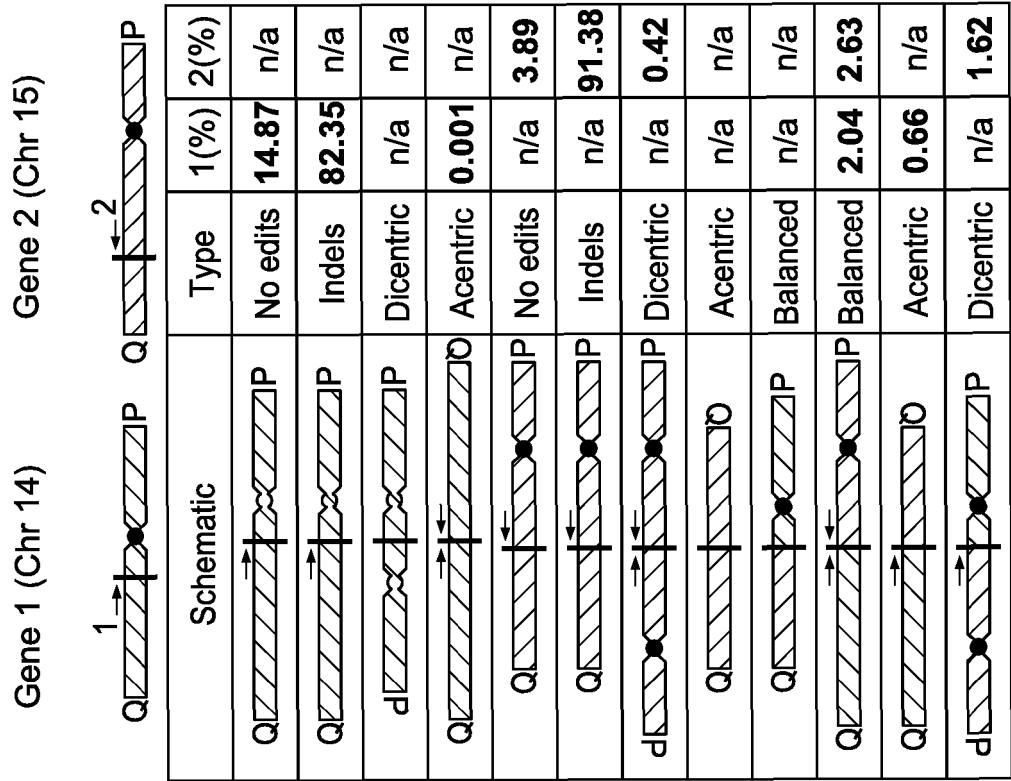 Gene 1 (Chr 14) Gene 2 (Chr 15)
Q 1 P Q 2 P
Schematic Type 1(%) 2(%)
Q P No edits 14.87 n/a
Q P Indels 82.35 n/a
P P Dicentric n/a n/a
Q Q Acentric 0.001 n/a
Q P No edits n/a 3.89
Q P Indels n/a 91.38
P P Dicentric n/a 0.42
Q Q Acentric n/a n/a
Q P Balanced n/a n/a
Q P Balanced 2.04 2.63
Q Q Acentric 0.66 n/a
P P Dicentric n/a 1.62